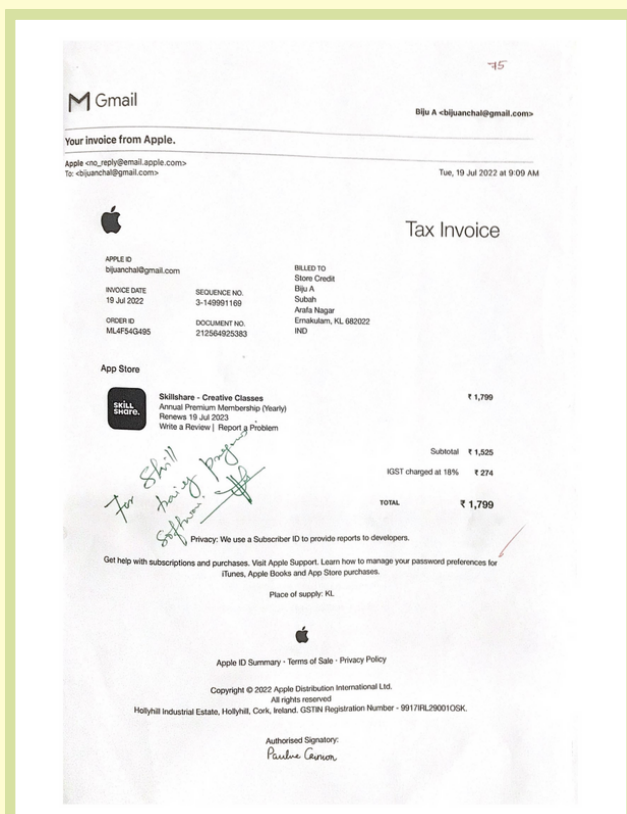 75
M Gmail
Biju A <bijuanchal@gmail.com>
Your invoice from Apple.
Apple <no_reply@email.apple.com>
To: <bijuanchal@gmail.com>
Tue, 19 Jul 2022 at 9:09 AM
Tax Invoice
APPLE ID
bijuanchal@gmail.com
INVOICE DATE
19 Jul 2022
SEQUENCE NO.
3-149991169
ORDER ID
ML4F54G495
DOCUMENT NO.
212564925383
BILLED TO
Store Credit
Biju A
Subah
Arafa Nagar
Ernakulam, KL 682022
IND
App Store
SKILL
SHARE.
Skillshare - Creative Classes
Annual Premium Membership (Yearly)
Renews 19 Jul 2023
Write a Review | Report a Problem
₹ 1,799
Subtotal ₹ 1,525
IGST charged at 18% ₹ 274
TOTAL ₹ 1,799
For Skill
Privacy: We use a Subscriber ID to provide reports to developers.
Get help with subscriptions and purchases. Visit Apple Support. Learn how to manage your password preferences for
iTunes, Apple Books and App Store purchases.
Place of supply: KL
Apple ID Summary · Terms of Sale · Privacy Policy
Copyright © 2022 Apple Distribution International Ltd.
All rights reserved
Hollyhill Industrial Estate, Hollyhill, Cork, Ireland. GSTIN Registration Number - 9917IRL29001OSK.
Authorised Signatory: